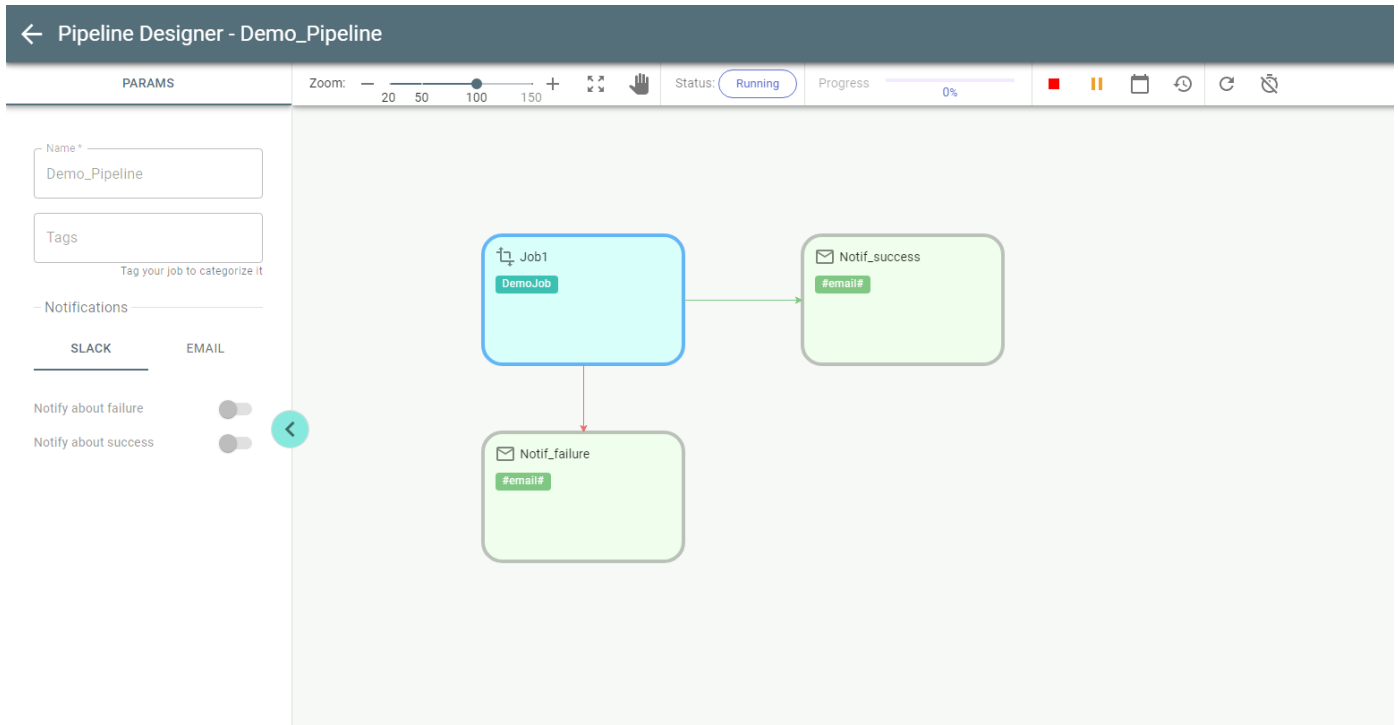 Pipeline Designer - Demo_Pipeline
PARAMS
Zoom:
20 50 100 150
Status: Running
Progress 0%
Name *
Demo_Pipeline
Tags
Tag your job to categorize it
Notifications
SLACK EMAIL
Notify about failure
Notify about success
Job1
DemoJob
Notif_success
#email#
Notif_failure
#email#